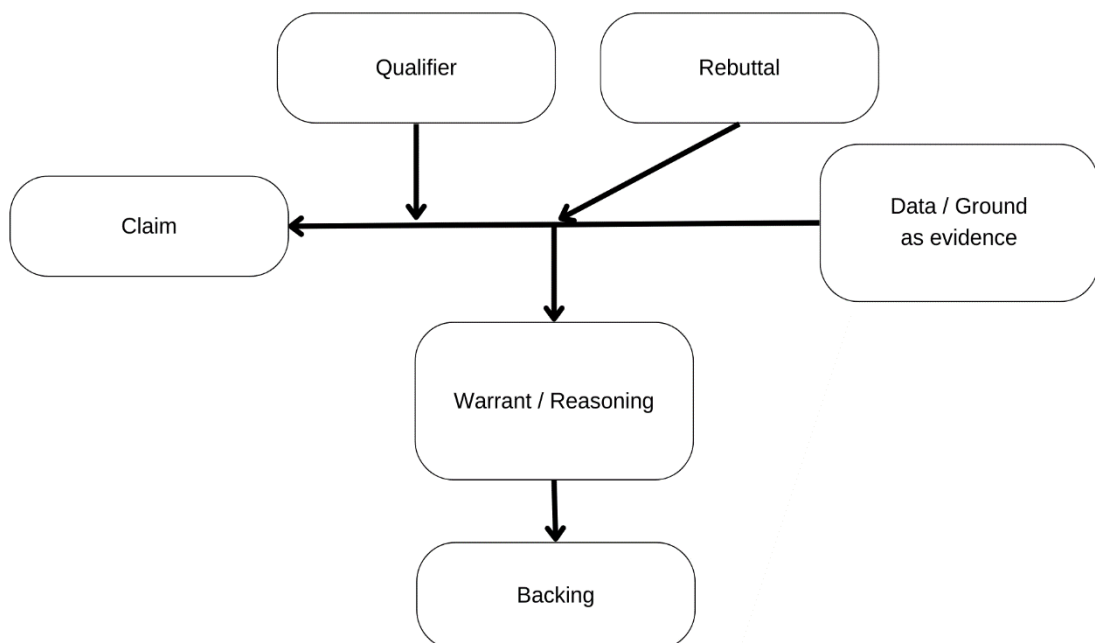 Qualifier
Rebuttal
Claim
Data / Ground
as evidence
Warrant / Reasoning
Backing